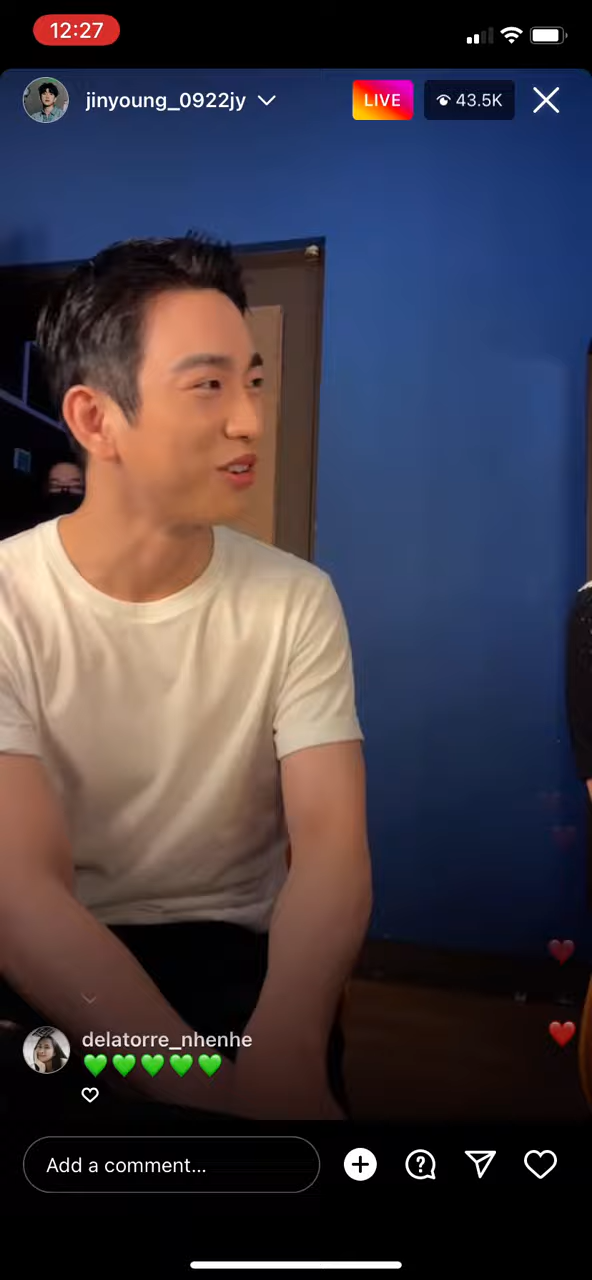 12:27
jinyoung_0922jy
LIVE
43.5K
delatorre_nhenhe
💚💚💚💚💚
Add a comment...